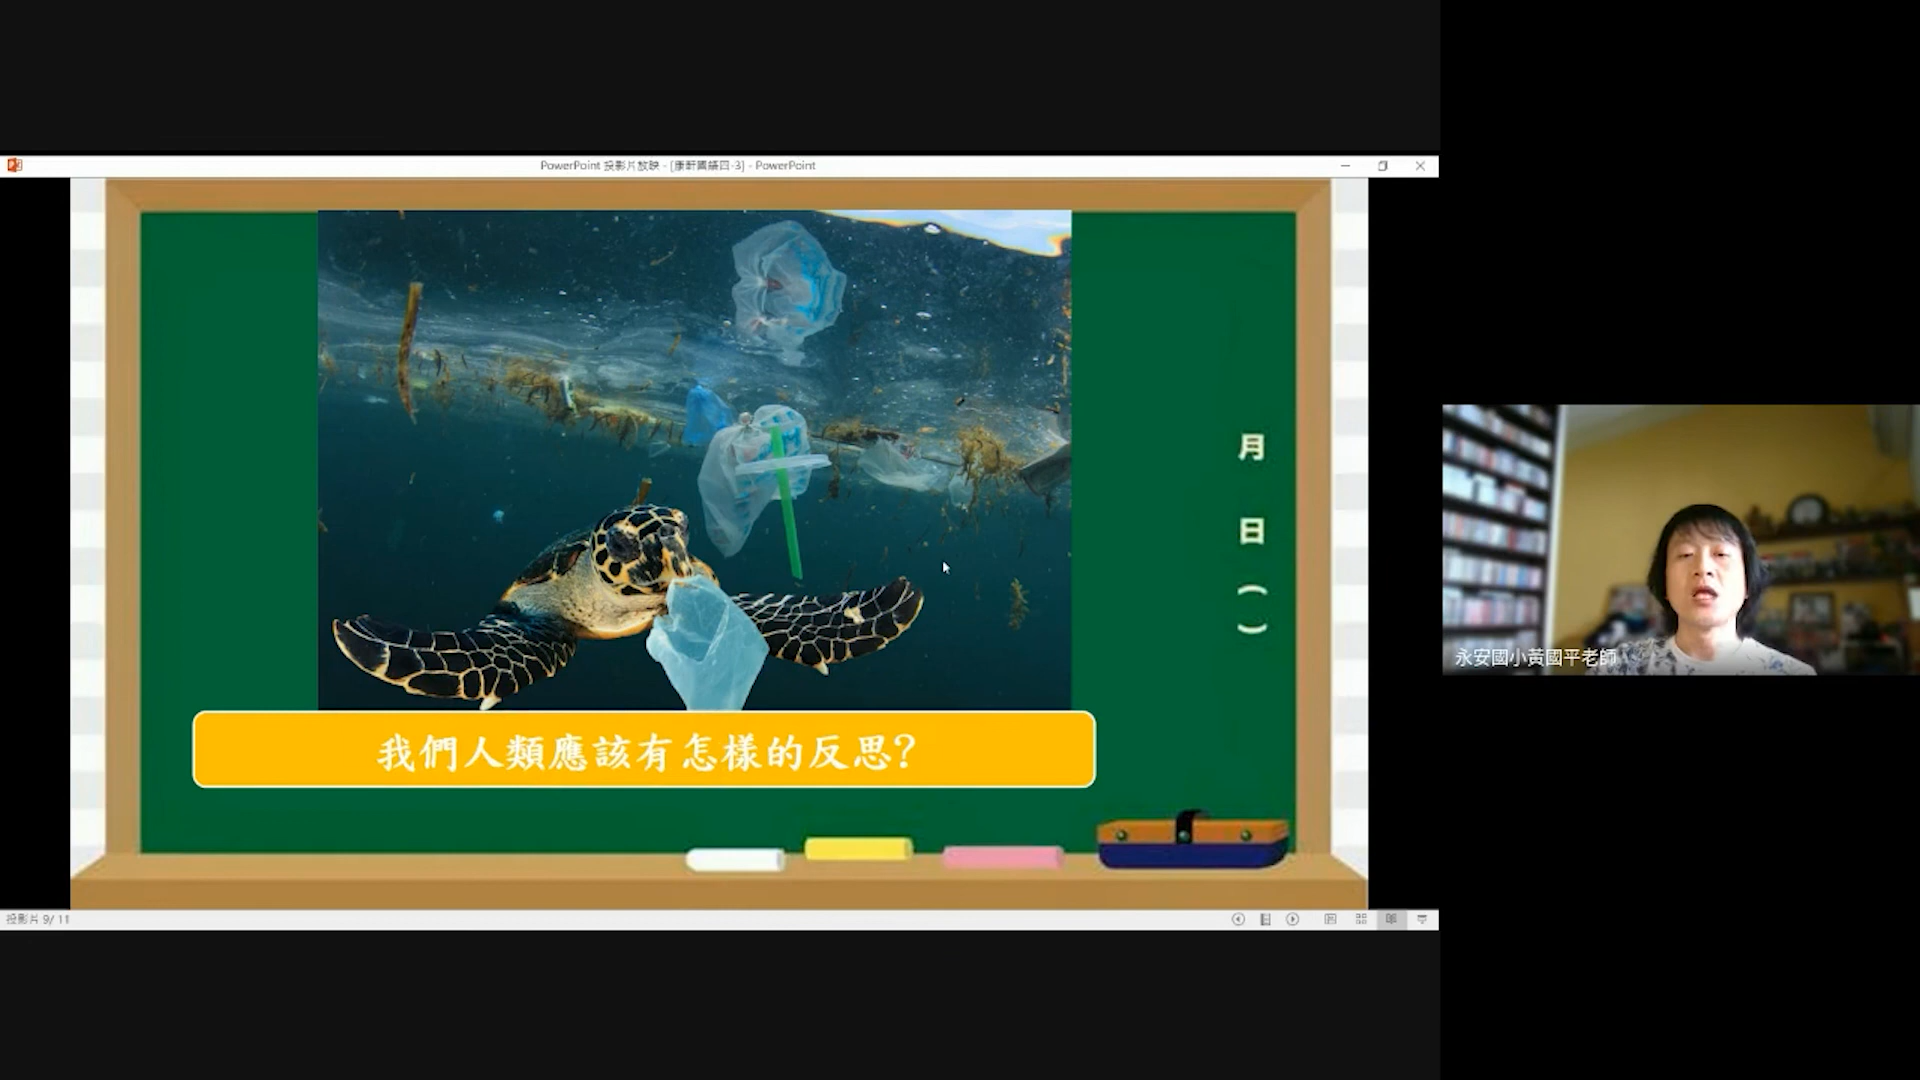 PowerPoint 投影片放映 - [康軒國語四-3] - PowerPoint
月
日
(
)
我們人類應該有怎樣的反思？
永安國小黃國平老師
投影片 9/ 11